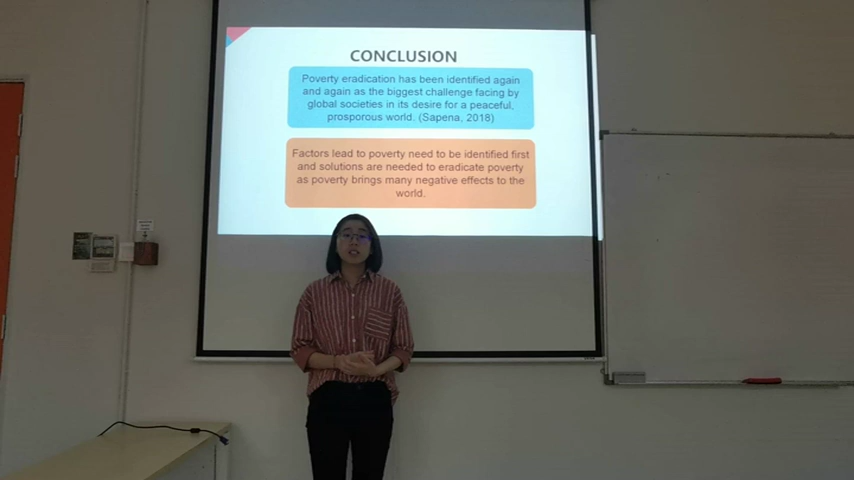 CONCLUSION
Poverty eradication has been identified again
and again as the biggest challenge facing by
global societies in its desire for a peaceful,
prosporous world. (Sapena, 2018)
Factors lead to poverty need to be identified first
and solutions are needed to eradicate poverty
as poverty brings many negative effects to the
world.